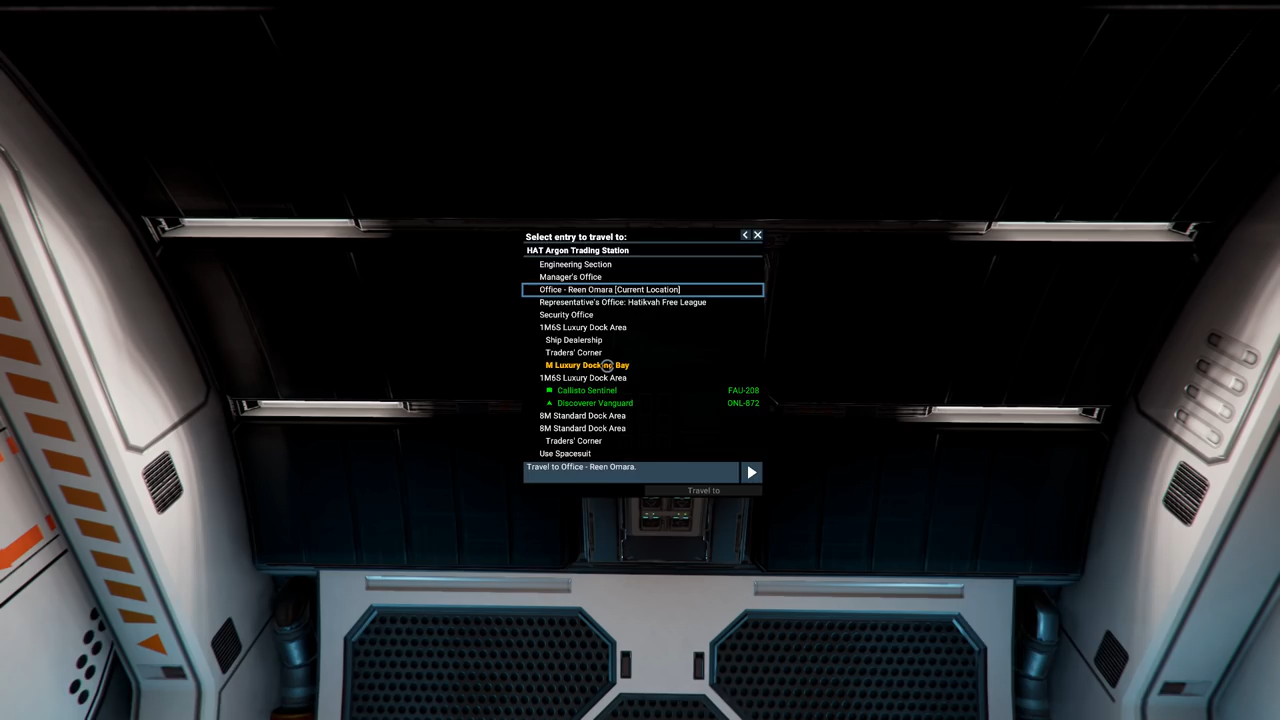 Select entry to travel to:
HAT Argon Trading Station
Engineering Section
Manager's Office
Office - Reen Omara [Current Location]
Representative's Office: Hatikvah Free League
Security Office
1M6S Luxury Dock Area
Ship Dealership
Traders' Corner
M Luxury Docking Bay
1M6S Luxury Dock Area
Callisto Sentinel FAU-208
Discoverer Vanguard ONL-872
8M Standard Dock Area
8M Standard Dock Area
Traders' Corner
Use Spacesuit
Travel to Office - Reen Omara.
Travel to